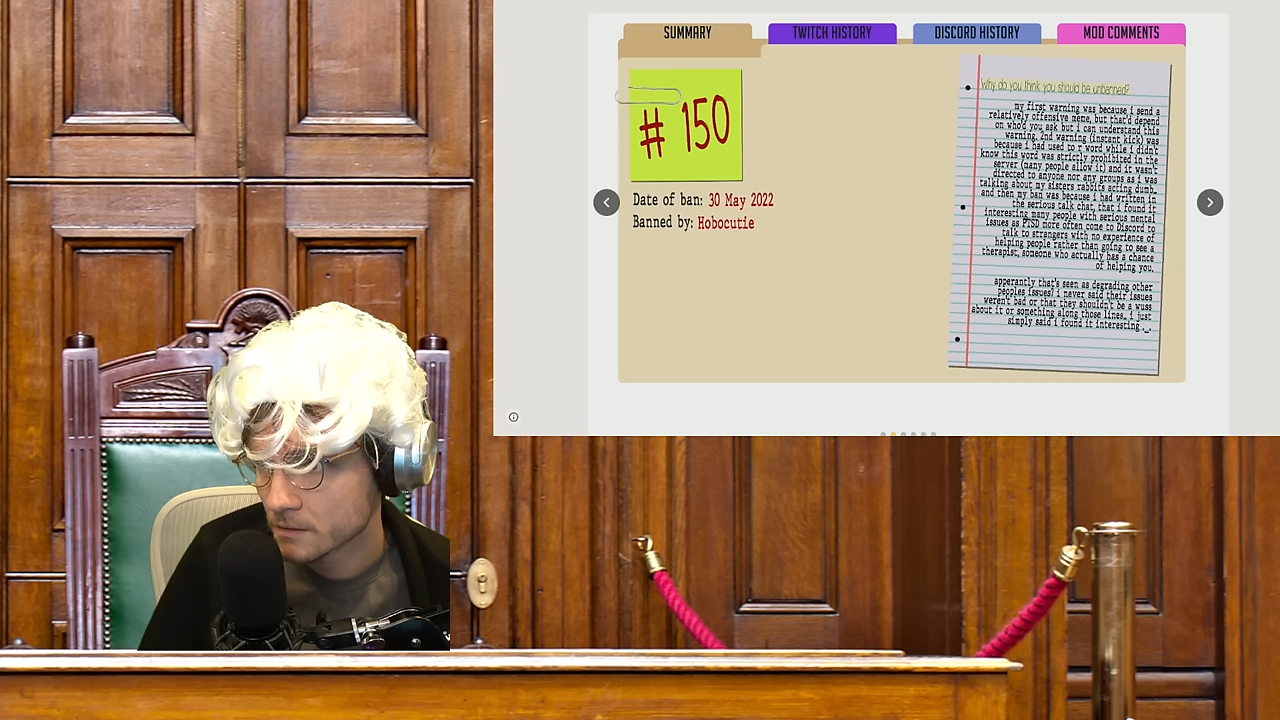 SUMMARY
TWITCH HISTORY
DISCORD HISTORY
MOD COMMENTS
# 150
Date of ban: 30 May 2022
Banned by: Hobocutie
Why do you think you should be unbanned?
my first warning was because i send a
relatively offensive meme, but that'd depend
on who'd you ask but i can understand this
warning, 2nd warning (instant kick) was
because i had used to r word while i didn't
know this word was strictly prohibited in the
server (many people allow it) and it wasn't
directed to anyone nor any groups as i was
talking about my sisters rabbits acting dumb.
and then my ban was because i had written in
the serious talk that, that i found it
interesting many people with serious mental
issues as PTSD more often come to Discord to
talk to strangers with no experience of
helping people rather than going to see a
therapist, someone who actually has a chance
of helping you.
apperantly that's seen as degrading other
peoples issues? i never said their issues
weren't bad or that they shouldn't be a wuss
about it or something along those lines, i just
simply said i found it interesting ._.